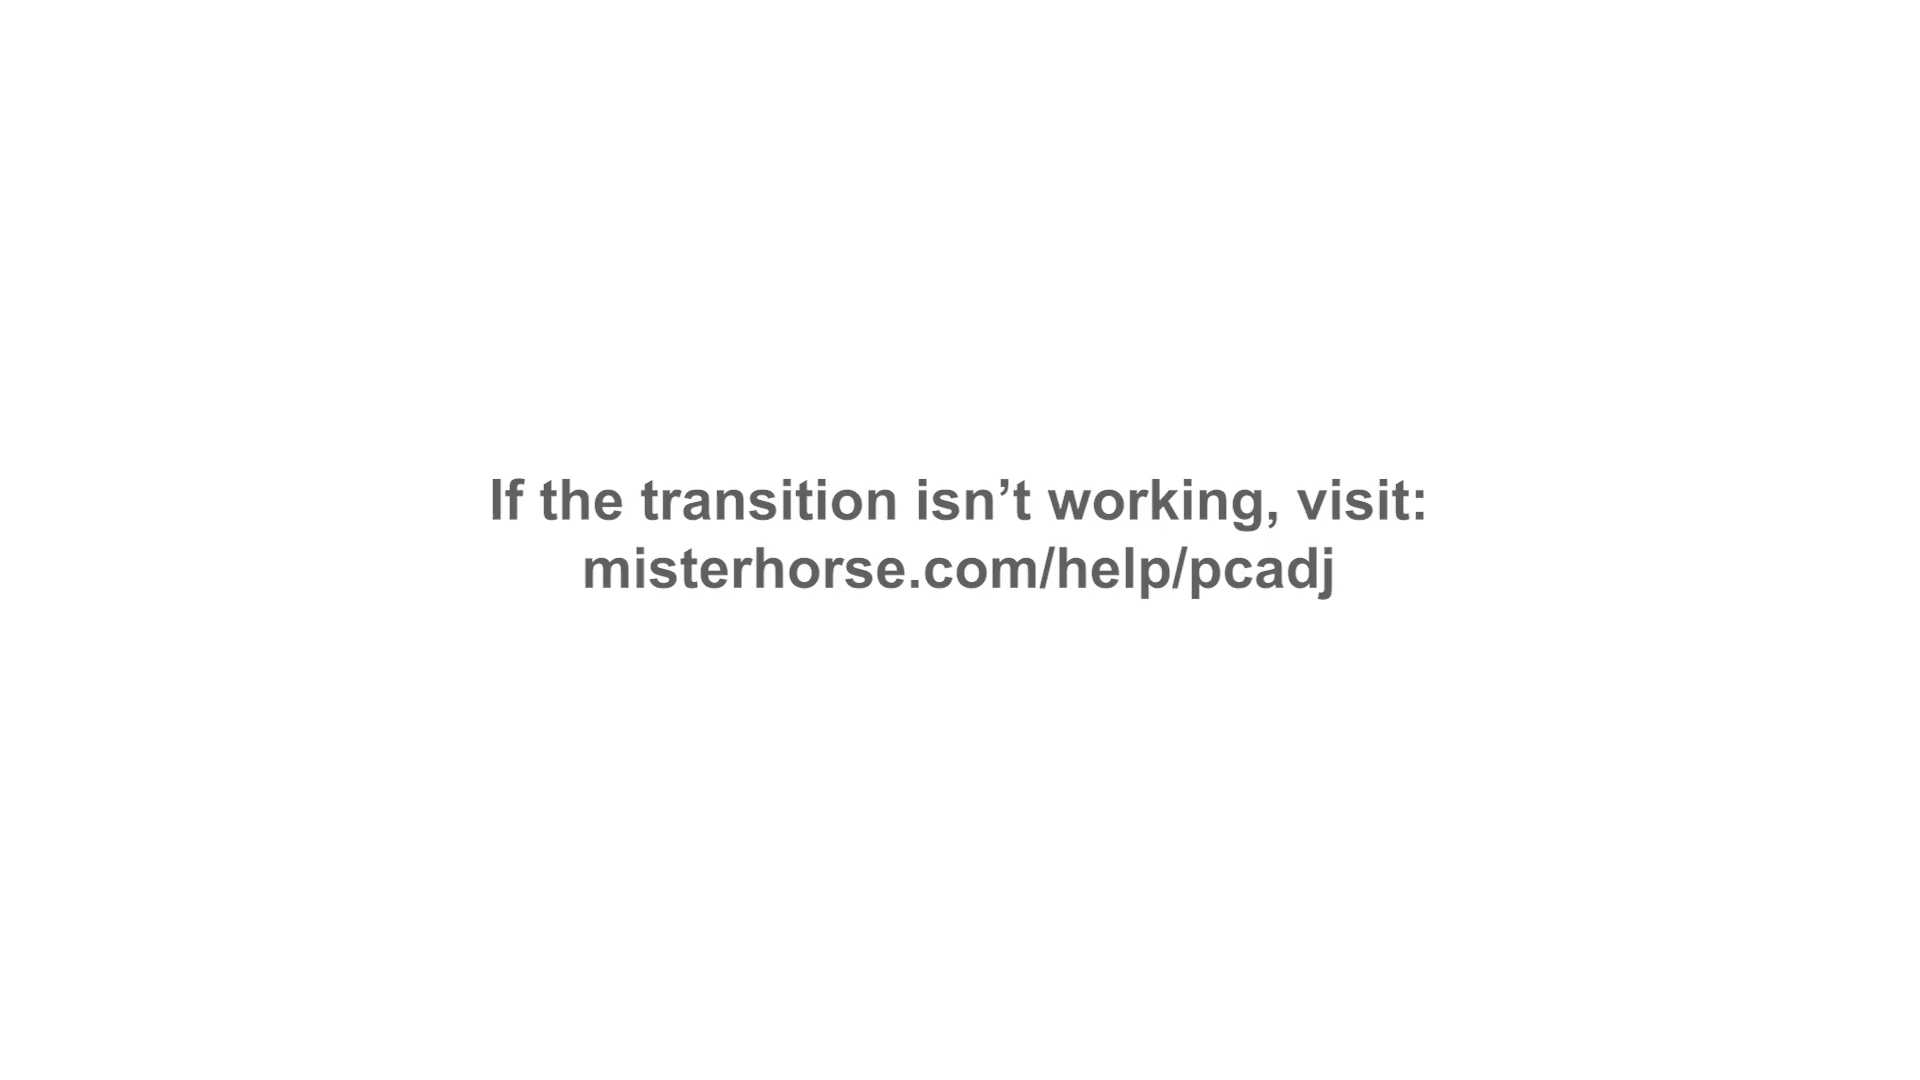 If the transition isn’t working, visit:
misterhorse.com/help/pcadj